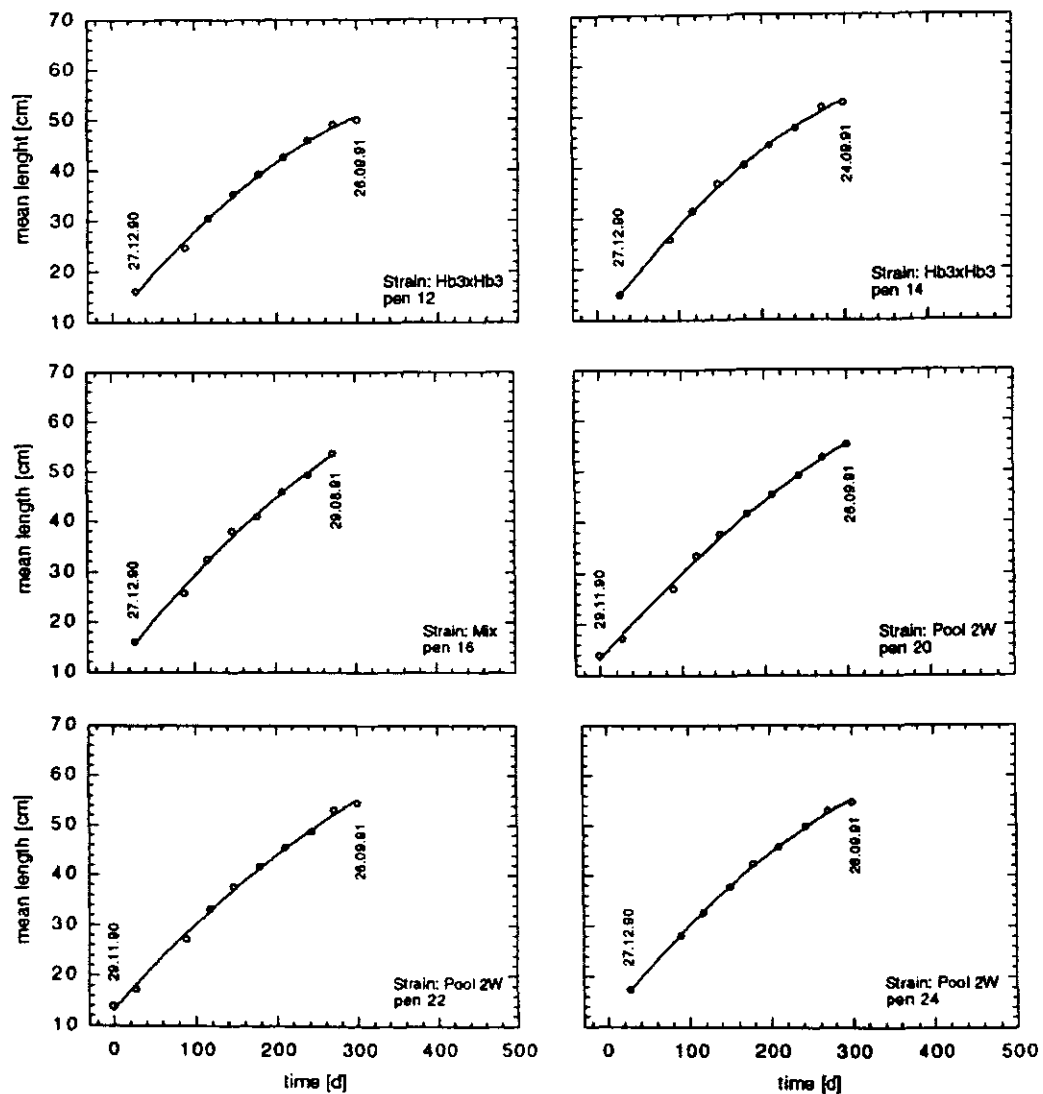 70
60
50
40
30
20
10
mean lenght [cm]
27.12.90
26.09.91
Strain: Hb3xHb3
pen 12
27.12.90
24.09.91
Strain: Hb3xHb3
pen 14
70
60
50
40
30
20
10
mean length [cm]
27.12.90
29.08.91
Strain: Mix
pen 16
29.11.90
26.09.91
Strain: Pool 2W
pen 20
70
60
50
40
30
20
10
mean length [cm]
29.11.90
26.09.91
Strain: Pool 2W
pen 22
0 100 200 300 400 500
time [d]
27.12.90
26.09.91
Strain: Pool 2W
pen 24
0 100 200 300 400 500
time [d]